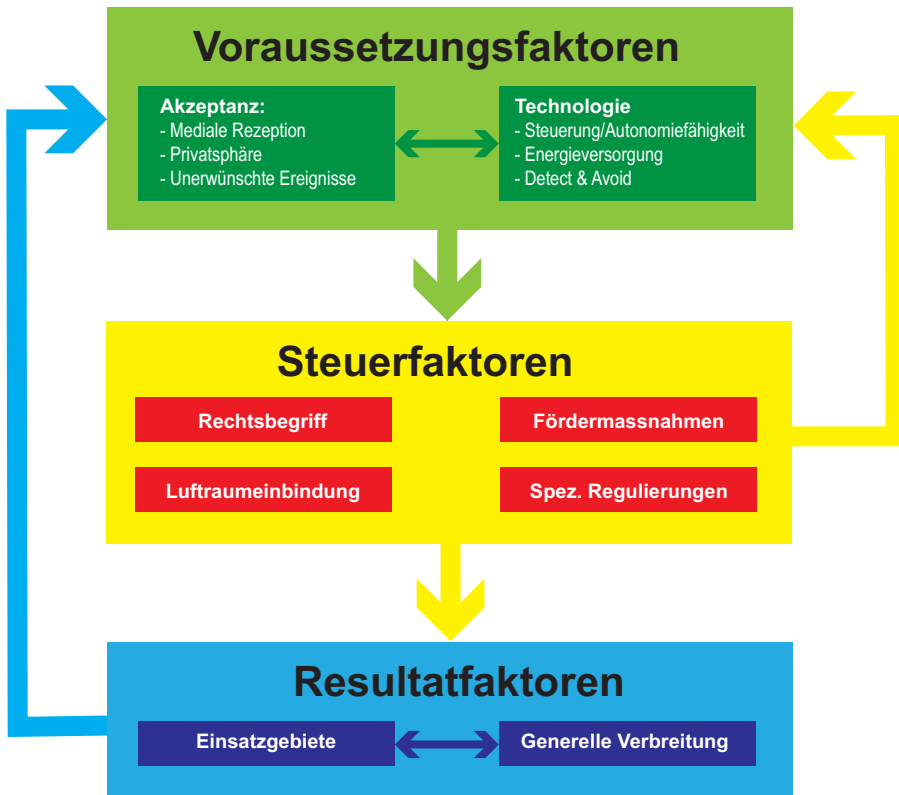 Voraussetzungsfaktoren
Akzeptanz:
- Mediale Rezeption
- Privatsphäre
- Unerwünschte Ereignisse
Technologie
- Steuerung/Autonomiefähigkeit
- Energieversorgung
- Detect & Avoid
Steuerfaktoren
Rechtsbegriff
Fördermassnahmen
Luftraumeinbindung
Spez. Regulierungen
Resultatfaktoren
Einsatzgebiete
Generelle Verbreitung